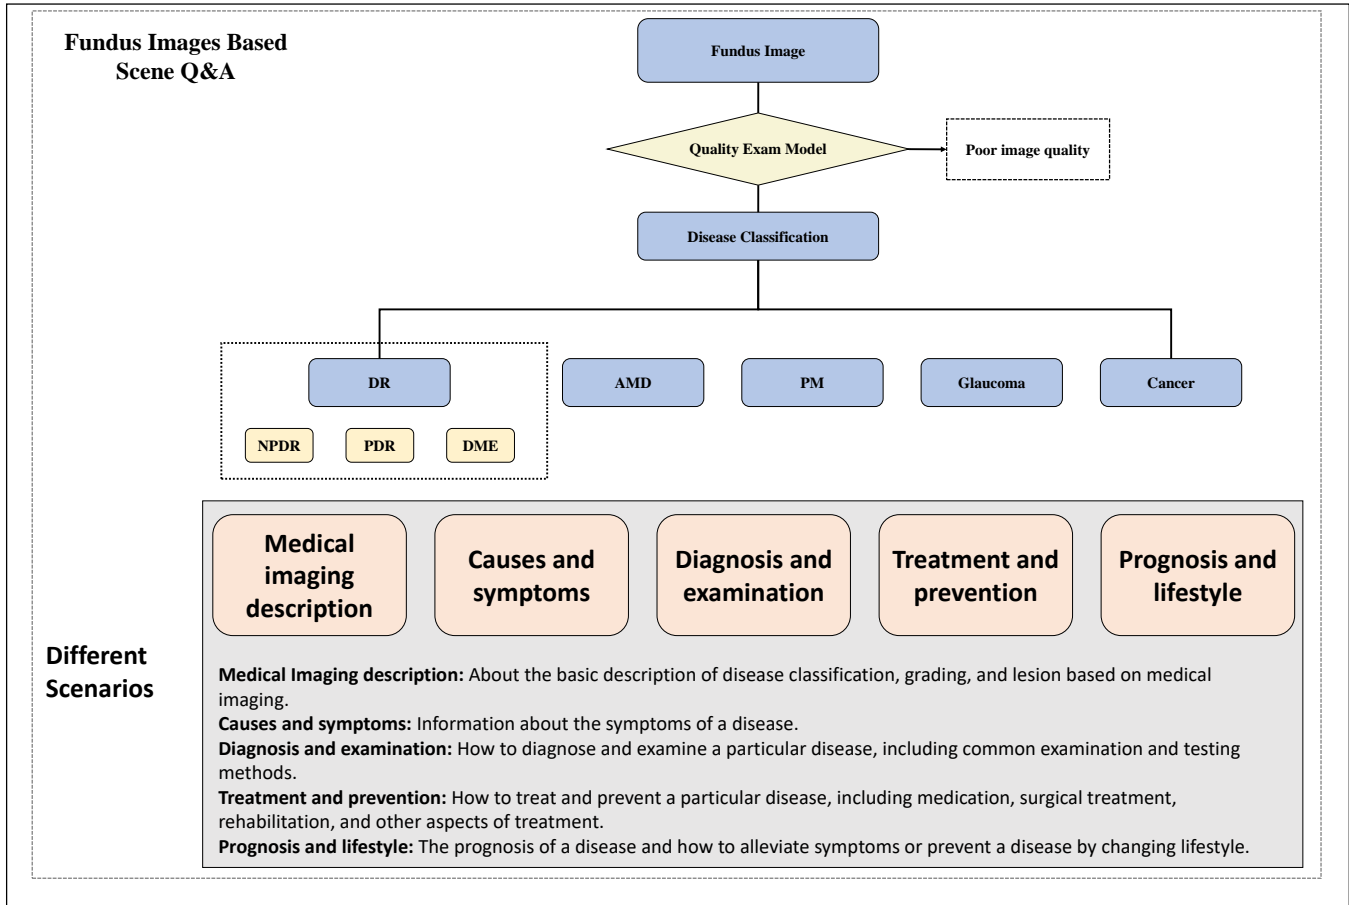 Fundus Images Based
Scene Q&A
Fundus Image
Quality Exam Model
Poor image quality
Disease Classification
DR
AMD
PM
Glaucoma
Cancer
NPDR
PDR
DME
Medical
imaging
description
Causes and
symptoms
Diagnosis and
examination
Treatment and
prevention
Prognosis and
lifestyle
Different
Scenarios
Medical Imaging description: About the basic description of disease classification, grading, and lesion based on medical
imaging.
Causes and symptoms: Information about the symptoms of a disease.
Diagnosis and examination: How to diagnose and examine a particular disease, including common examination and testing
methods.
Treatment and prevention: How to treat and prevent a particular disease, including medication, surgical treatment,
rehabilitation, and other aspects of treatment.
Prognosis and lifestyle: The prognosis of a disease and how to alleviate symptoms or prevent a disease by changing lifestyle.